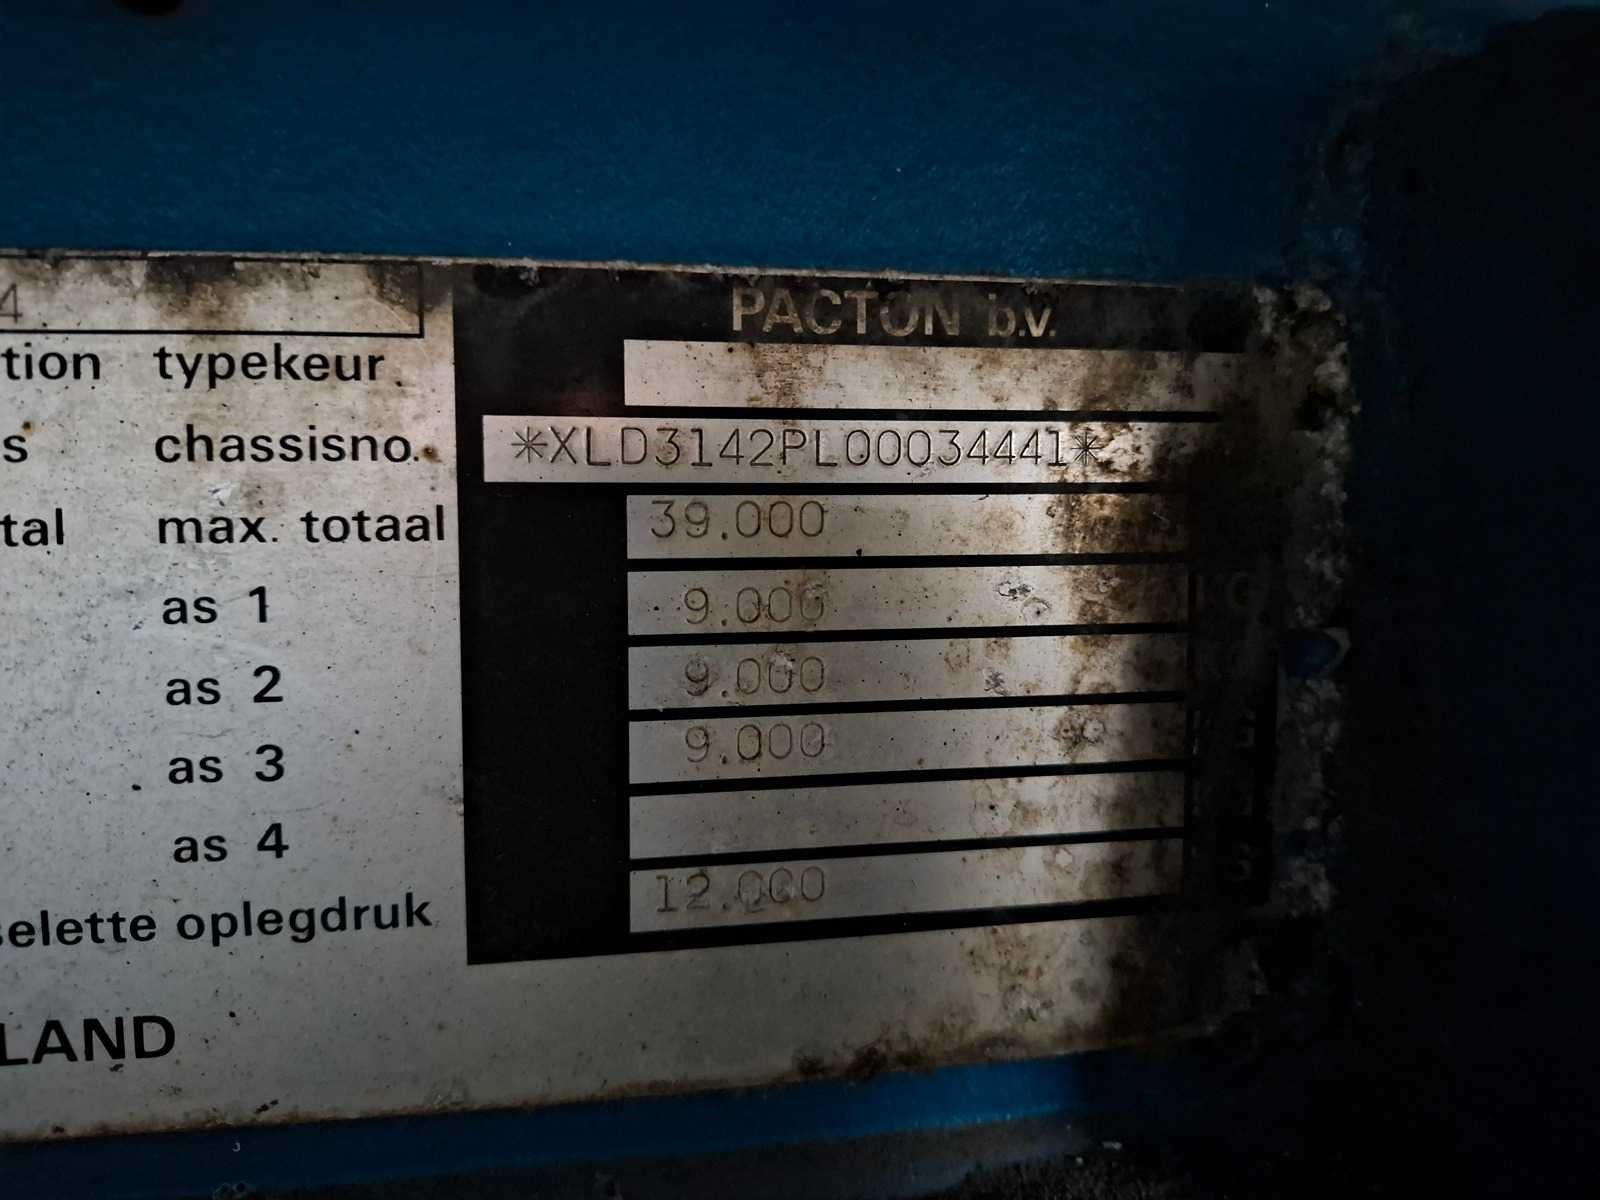 4
PACTON b.v.
tion typekeur
s chassisno. *XLD3142PL00034441*
tal max. totaal 39.000
as 1 9.000 KG
as 2 9.000
as 3 9.000 G
as 4
selette oplegdruk 12.000 G
LAND